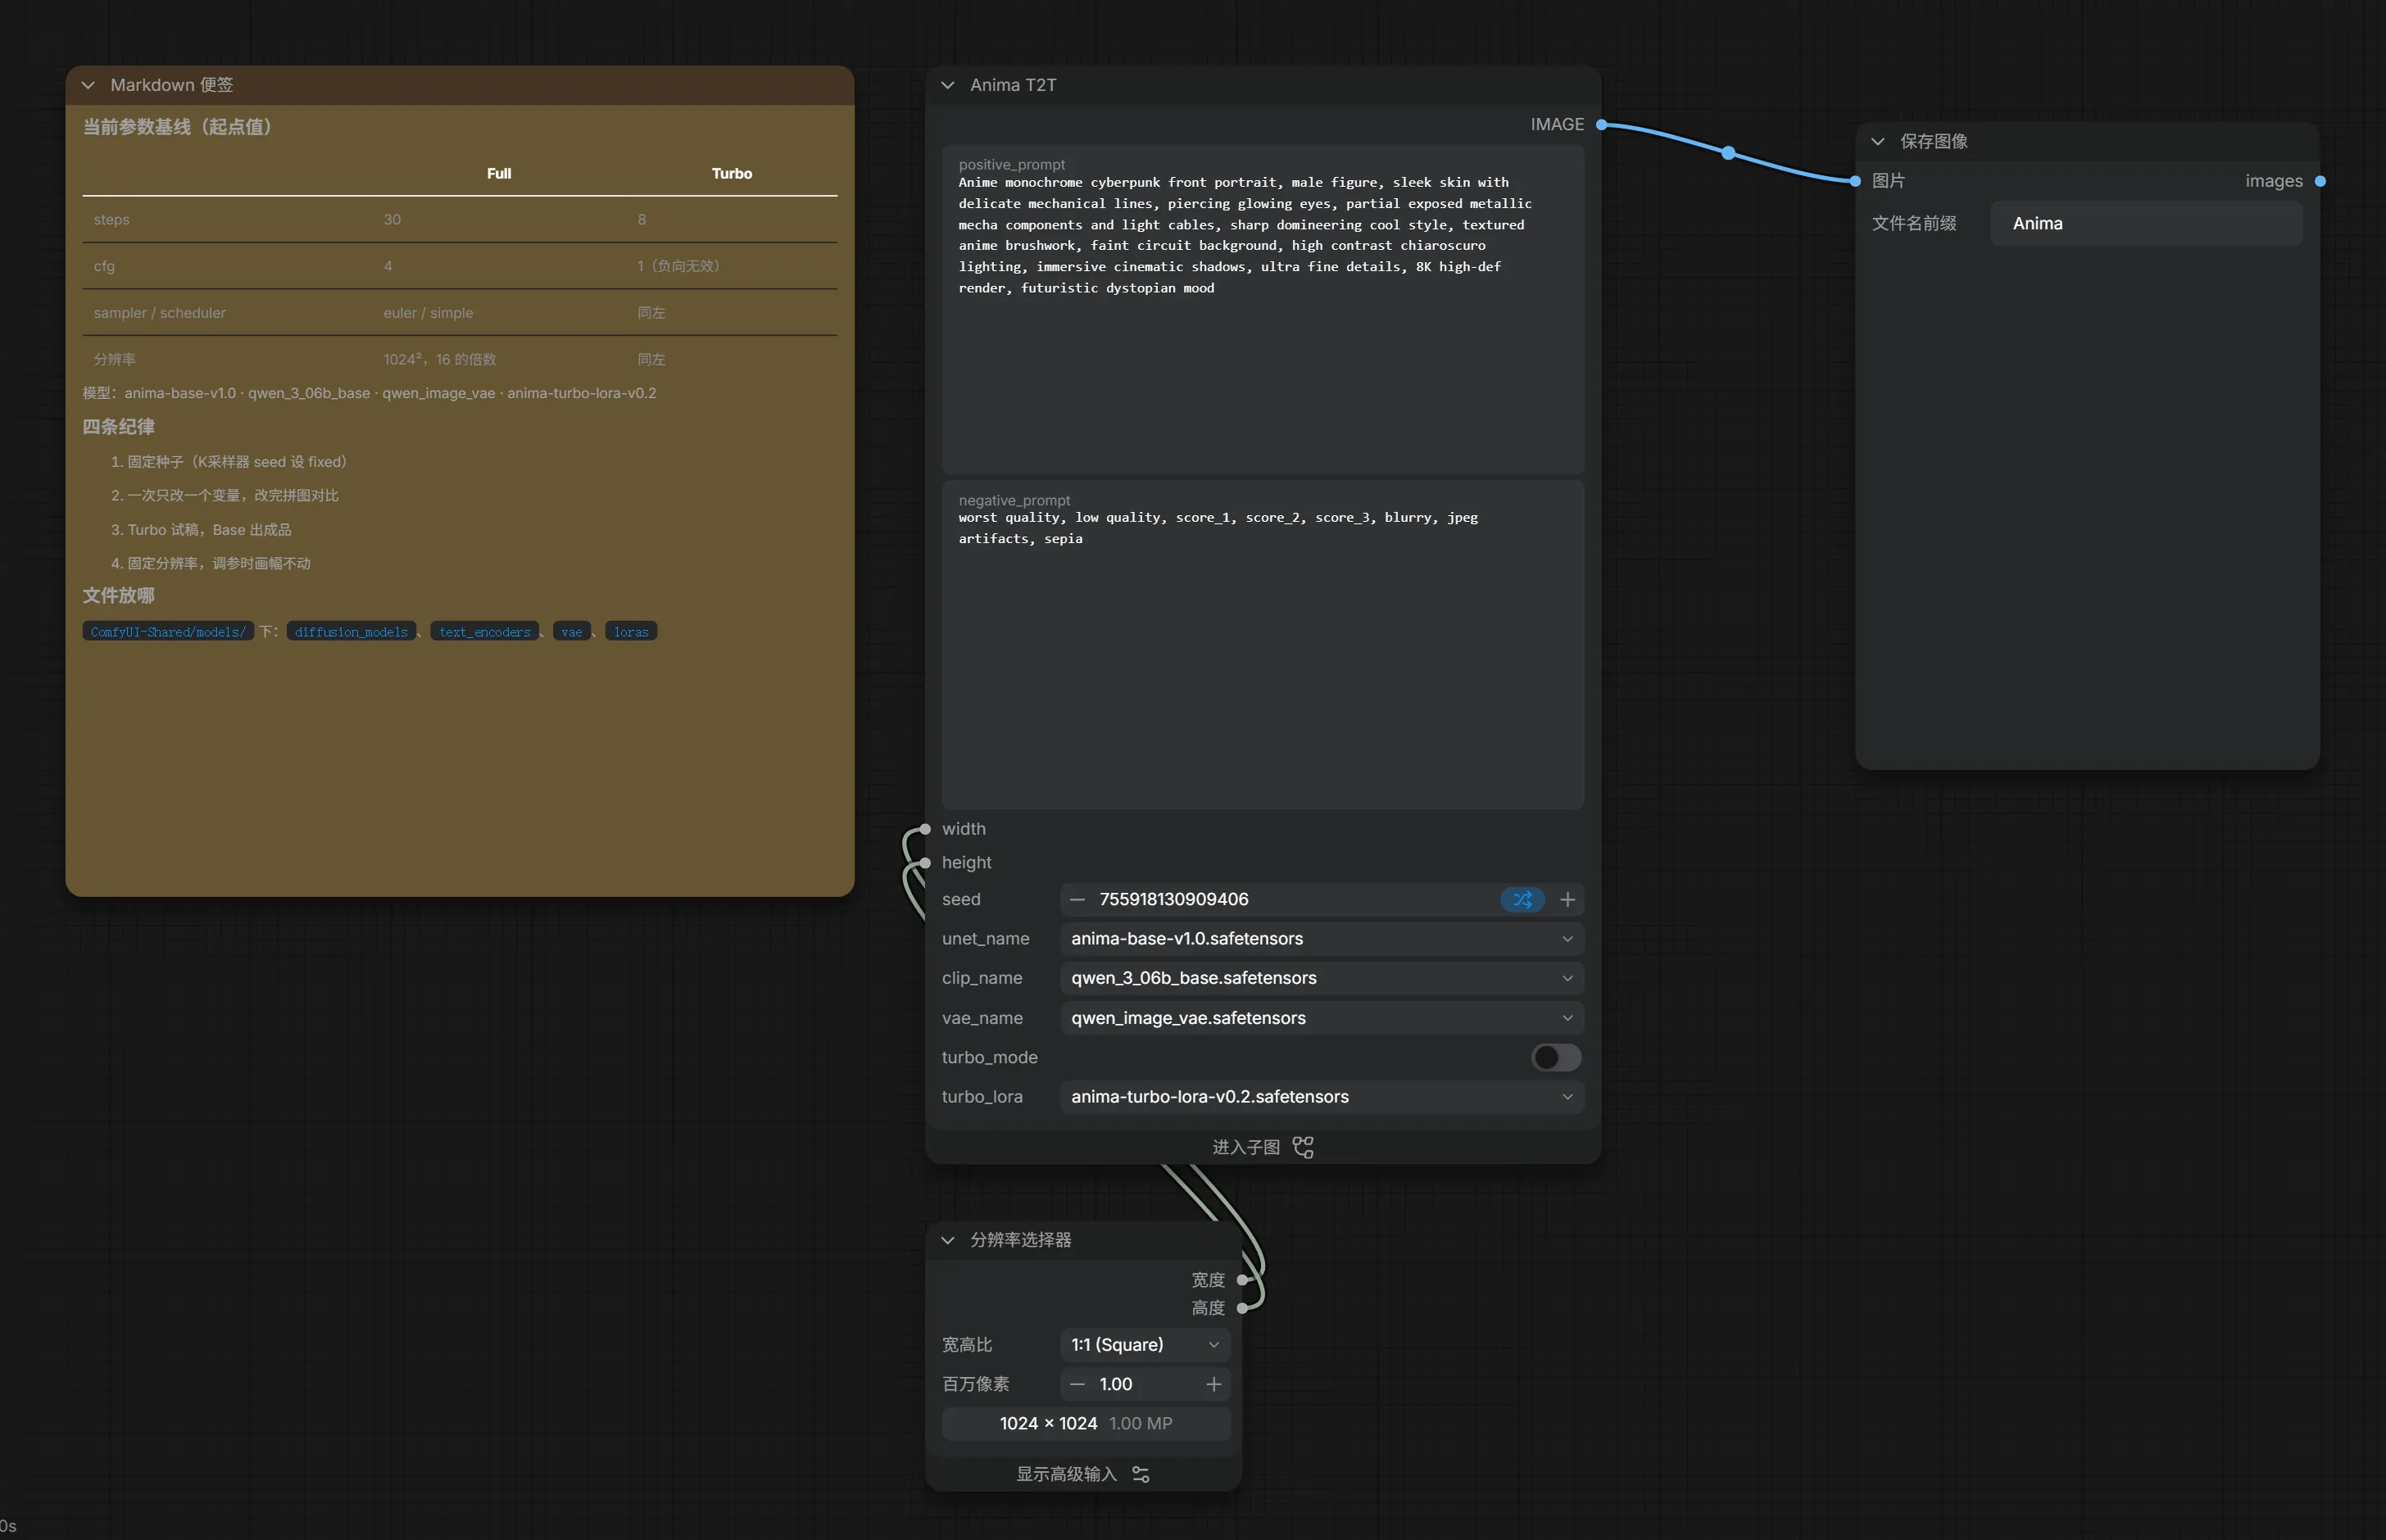 Markdown 便签
当前参数基线（起点值）
Full Turbo
steps 30 8
cfg 4 1（负向无效）
sampler / scheduler euler / simple 同左
分辨率 1024²，16 的倍数 同左
模型：anima-base-v1.0 · qwen_3_06b_base · qwen_image_vae · anima-turbo-lora-v0.2
四条纪律
1. 固定种子（K采样器 seed 设 fixed）
2. 一次只改一个变量，改完拼图对比
3. Turbo 试稿，Base 出成品
4. 固定分辨率，调参时画幅不动
文件放哪
ComfyUI-Shared/models/ 下：diffusion_models、text_encoders、vae、loras
Anima T2T
IMAGE
positive_prompt
Anime monochrome cyberpunk front portrait, male figure, sleek skin with
delicate mechanical lines, piercing glowing eyes, partial exposed metallic
mecha components and light cables, sharp domineering cool style, textured
anime brushwork, faint circuit background, high contrast chiaroscuro
lighting, immersive cinematic shadows, ultra fine details, 8K high-def
render, futuristic dystopian mood
negative_prompt
worst quality, low quality, score_1, score_2, score_3, blurry, jpeg
artifacts, sepia
width
height
seed 755918130909406
unet_name anima-base-v1.0.safetensors
clip_name qwen_3_06b_base.safetensors
vae_name qwen_image_vae.safetensors
turbo_mode
turbo_lora anima-turbo-lora-v0.2.safetensors
进入子图
分辨率选择器
宽度
高度
宽高比 1:1 (Square)
百万像素 1.00
1024 × 1024 1.00 MP
显示高级输入
保存图像
图片 images
文件名前缀 Anima
0s